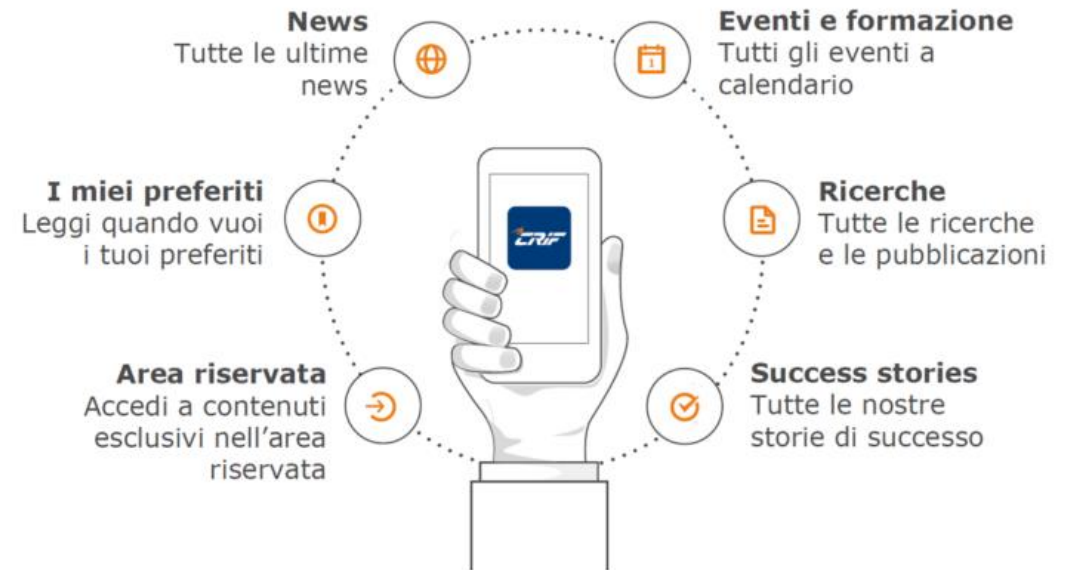 News
Tutte le ultime
news
Eventi e formazione
Tutti gli eventi a
calendario
1
I miei preferiti
Leggi quando vuoi
i tuoi preferiti
CRIF
Ricerche
Tutte le ricerche
e le pubblicazioni
Area riservata
Accedi a contenuti
esclusivi nell'area
riservata
Success stories
Tutte le nostre
storie di successo